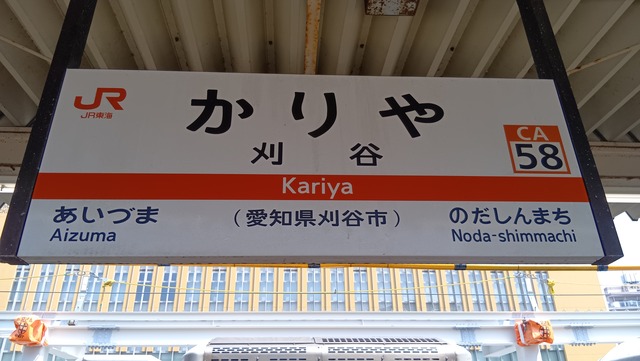 JR
JR東海
かりや
刈谷
CA
58
Kariya
あいづま
Aizuma
（愛知県刈谷市）
のだしんまち
Noda-shimmachi